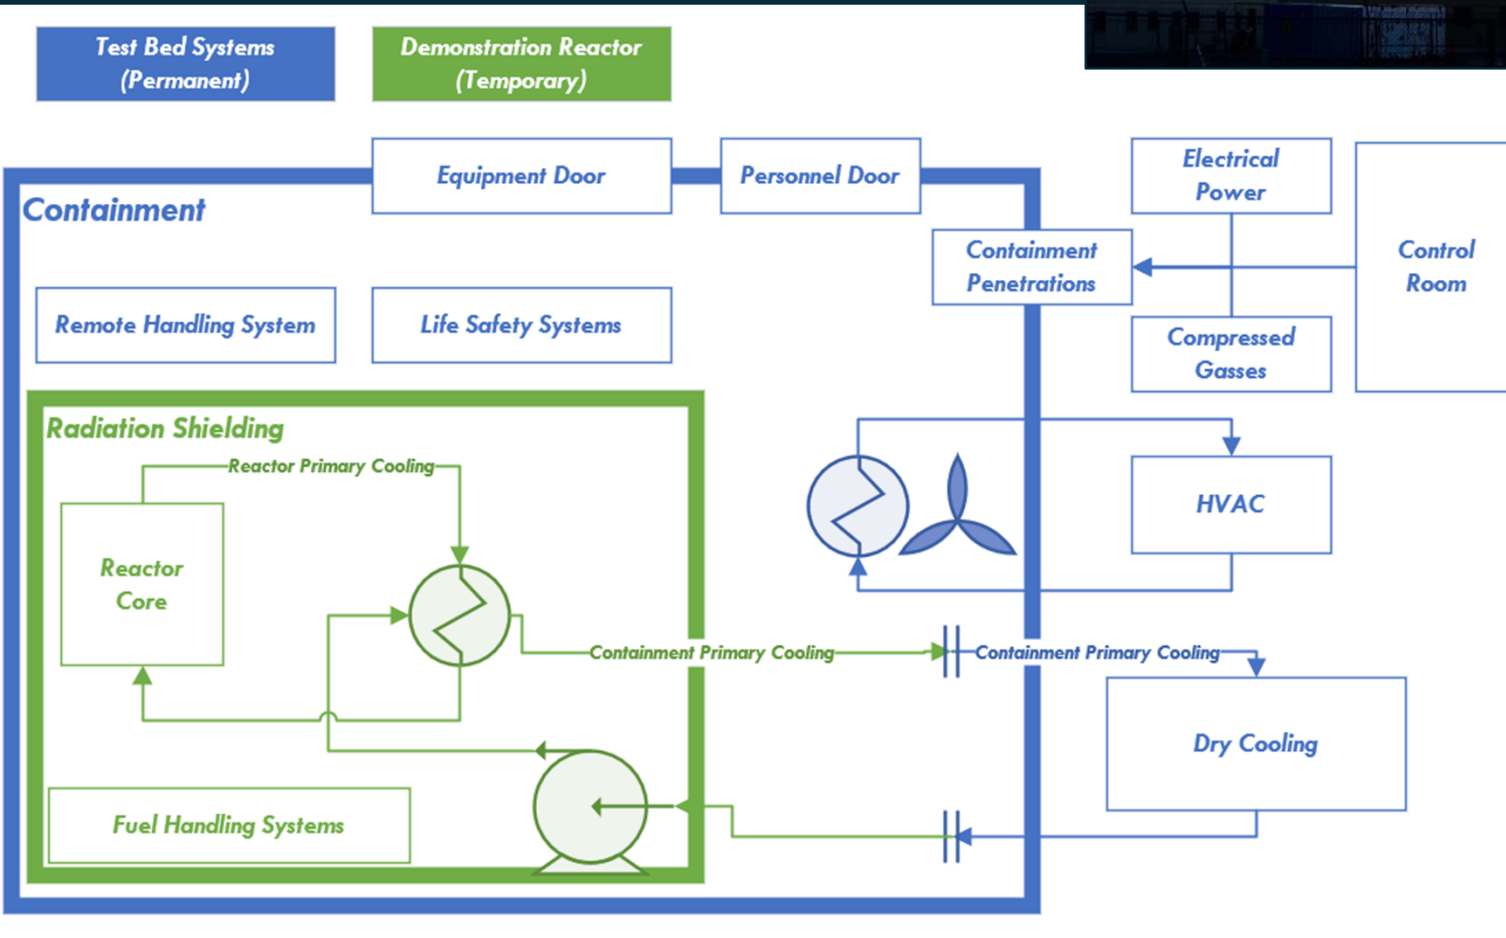 Test Bed Systems
(Permanent)
Demonstration Reactor
(Temporary)
Equipment Door
Personnel Door
Electrical
Power
Containment
Containment
Penetrations
Control
Room
Remote Handling System
Life Safety Systems
Compressed
Gasses
Radiation Shielding
Reactor Primary Cooling
HVAC
Reactor
Core
Containment Primary Cooling
Containment Primary Cooling
Dry Cooling
Fuel Handling Systems